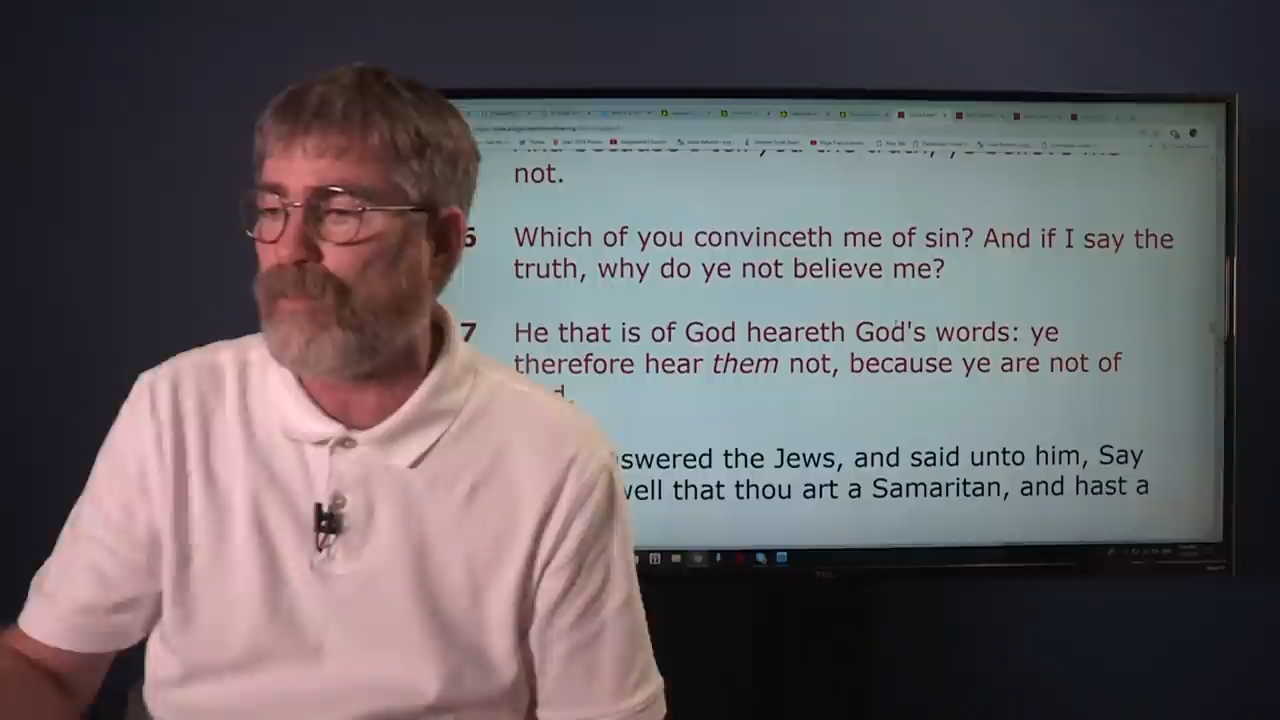 not.
6 Which of you convinceth me of sin? And if I say the
truth, why do ye not believe me?
7 He that is of God heareth God's words: ye
therefore hear them not, because ye are not of
swered the Jews, and said unto him, Say
well that thou art a Samaritan, and hast a